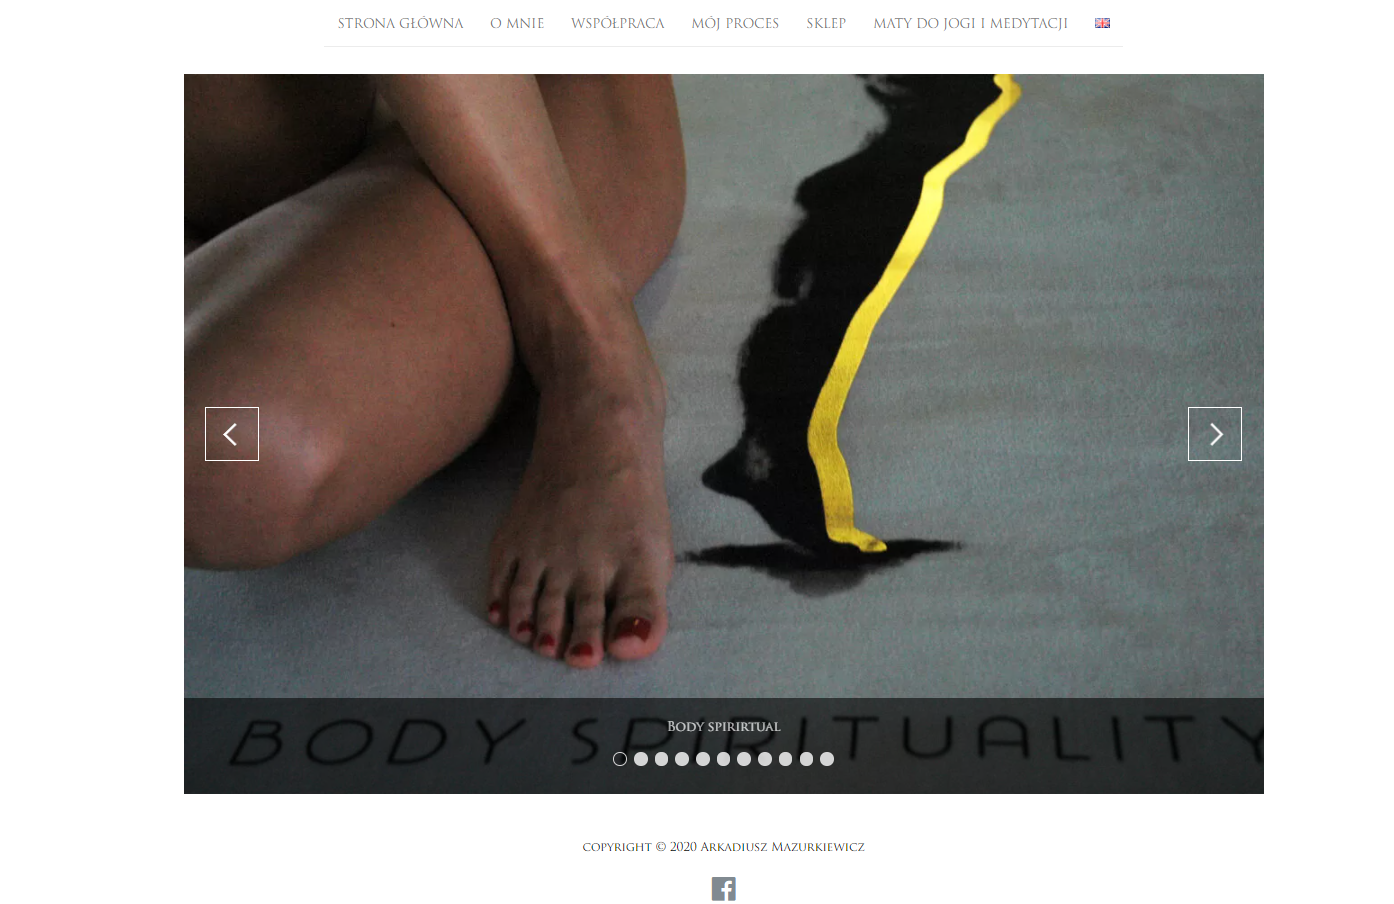 STRONA GŁÓWNA O MNIE WSPÓŁPRACA MÓJ PROCES SKLEP MATY DO JOGI I MEDYTACJI
BODY SPIRIRTUAL
BODY SPIRITUALITY
COPYRIGHT © 2020 ARKADIUSZ MAZURKIEWICZ